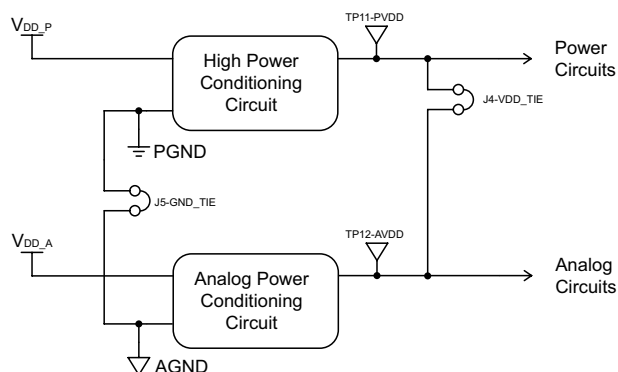 VDD_P
TP11-PVDD
High Power
Conditioning
Circuit
Power
Circuits
J4-VDD_TIE
PGND
J5-GND_TIE
VDD_A
TP12-AVDD
Analog Power
Conditioning
Circuit
Analog
Circuits
AGND